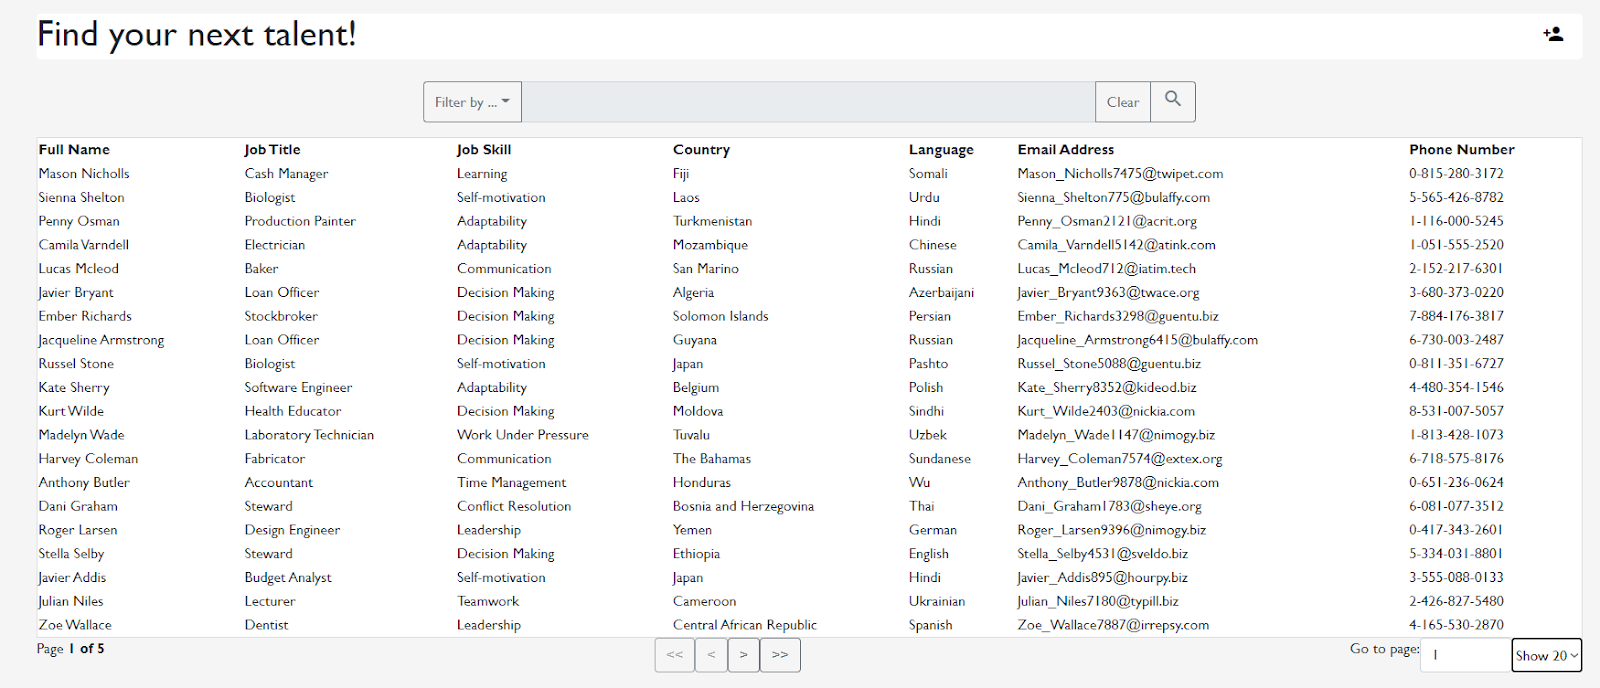 Find your next talent!
Filter by ... Clear
Full Name Job Title Job Skill Country Language Email Address Phone Number
Mason Nicholls Cash Manager Learning Fiji Somali Mason_Nicholls7475@twipet.com 0-815-280-3172
Sienna Shelton Biologist Self-motivation Laos Urdu Sienna_Shelton775@bulaffy.com 5-565-426-8782
Penny Osman Production Painter Adaptability Turkmenistan Hindi Penny_Osman2121@acrit.org 1-116-000-5245
Camila Varndell Electrician Adaptability Mozambique Chinese Camila_Varndell5142@atink.com 1-051-555-2520
Lucas Mcleod Baker Communication San Marino Russian Lucas_Mcleod712@iatim.tech 2-152-217-6301
Javier Bryant Loan Officer Decision Making Algeria Azerbaijani Javier_Bryant9363@twace.org 3-680-373-0220
Ember Richards Stockbroker Decision Making Solomon Islands Persian Ember_Richards3298@guentu.biz 7-884-176-3817
Jacqueline Armstrong Loan Officer Decision Making Guyana Russian Jacqueline_Armstrong6415@bulaffy.com 6-730-003-2487
Russel Stone Biologist Self-motivation Japan Pashto Russel_Stone5088@guentu.biz 0-811-351-6727
Kate Sherry Software Engineer Adaptability Belgium Polish Kate_Sherry8352@kideod.biz 4-480-354-1546
Kurt Wilde Health Educator Decision Making Moldova Sindhi Kurt_Wilde2403@nickia.com 8-531-007-5057
Madelyn Wade Laboratory Technician Work Under Pressure Tuvalu Uzbek Madelyn_Wade1147@nimogy.biz 1-813-428-1073
Harvey Coleman Fabricator Communication The Bahamas Sundanese Harvey_Coleman7574@extex.org 6-718-575-8176
Anthony Butler Accountant Time Management Honduras Wu Anthony_Butler9878@nickia.com 0-651-236-0624
Dani Graham Steward Conflict Resolution Bosnia and Herzegovina Thai Dani_Graham1783@sheye.org 6-081-077-3512
Roger Larsen Design Engineer Leadership Yemen German Roger_Larsen9396@nimogy.biz 0-417-343-2601
Stella Selby Steward Decision Making Ethiopia English Stella_Selby4531@sveldo.biz 5-334-031-8801
Javier Addis Budget Analyst Self-motivation Japan Hindi Javier_Addis895@hourpy.biz 3-555-088-0133
Julian Niles Lecturer Teamwork Cameroon Ukrainian Julian_Niles7180@typill.biz 2-426-827-5480
Zoe Wallace Dentist Leadership Central African Republic Spanish Zoe_Wallace7887@irrepsy.com 4-165-530-2870
Page 1 of 5 << < > >> Go to page: 1 Show 20